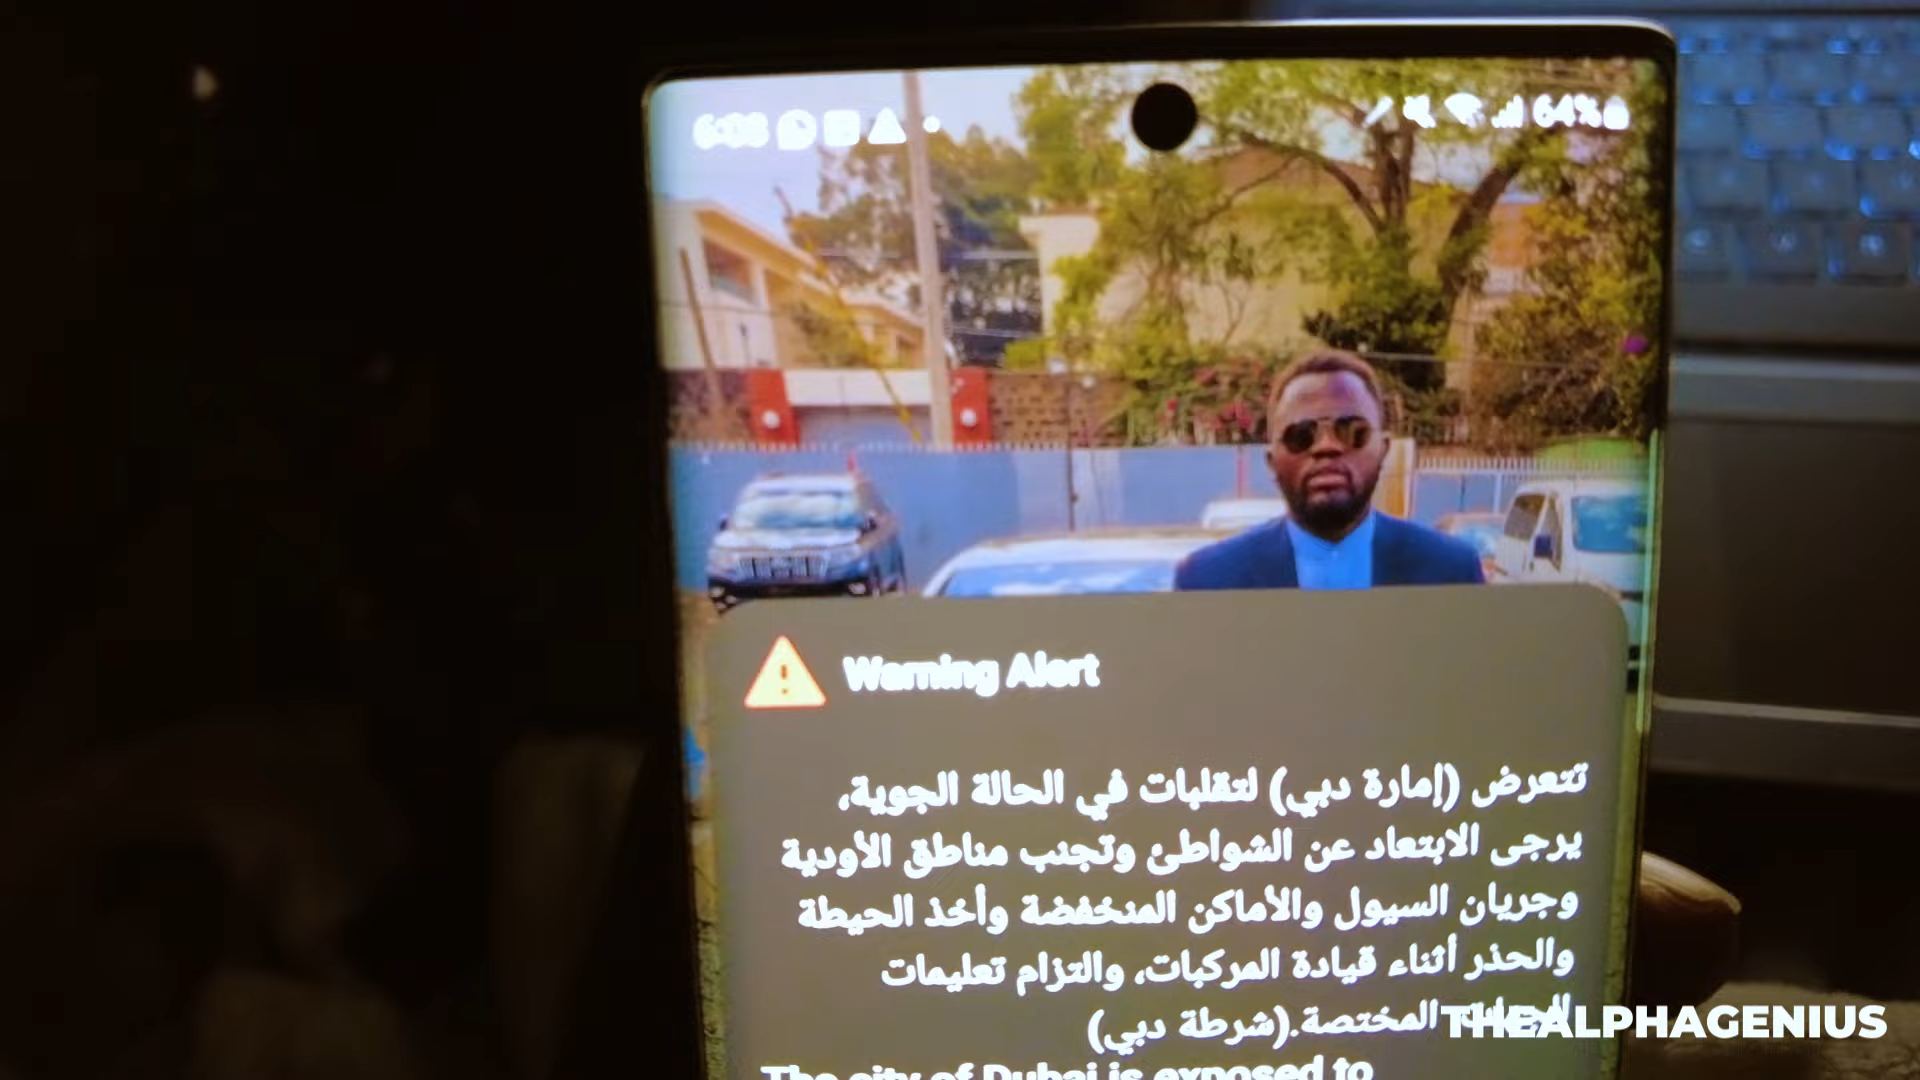 64%
Warning Alert
تتعرض (إمارة دبي) لتقلبات في الحالة الجوية،
يرجى الابتعاد عن الشواطئ وتجنب مناطق الأودية
وجريان السيول والأماكن المنخفضة وأخذ الحيطة
والحذر أثناء قيادة المركبات، والتزام تعليمات
المختصة.(شرطة دبي)
The city of Dubai is exposed to
THEALPHAGENIUS